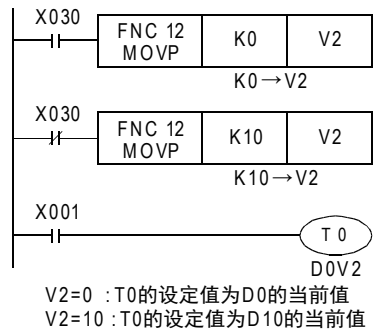 X030
FNC 12 MOVP K0 V2
K0→V2
X030
FNC 12 MOVP K10 V2
K10→V2
X001
T0
D0V2
V2=0 :T0的设定值为D0的当前值
V2=10 :T0的设定值为D10的当前值